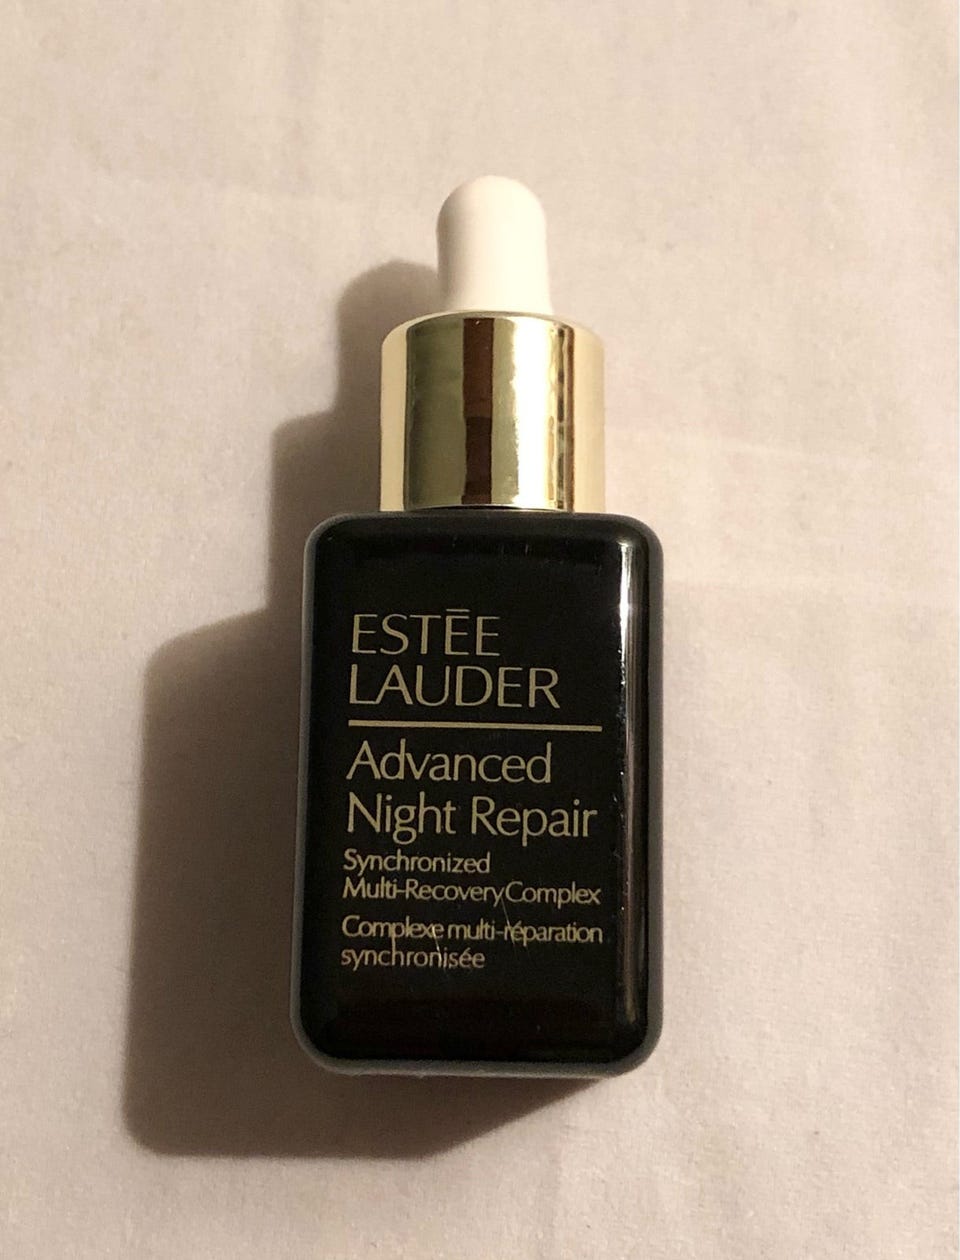 ESTĒE
LAUDER
Advanced
Night Repair
Synchronized
Multi-Recovery Complex
Complexe multi-réparation
synchronisée